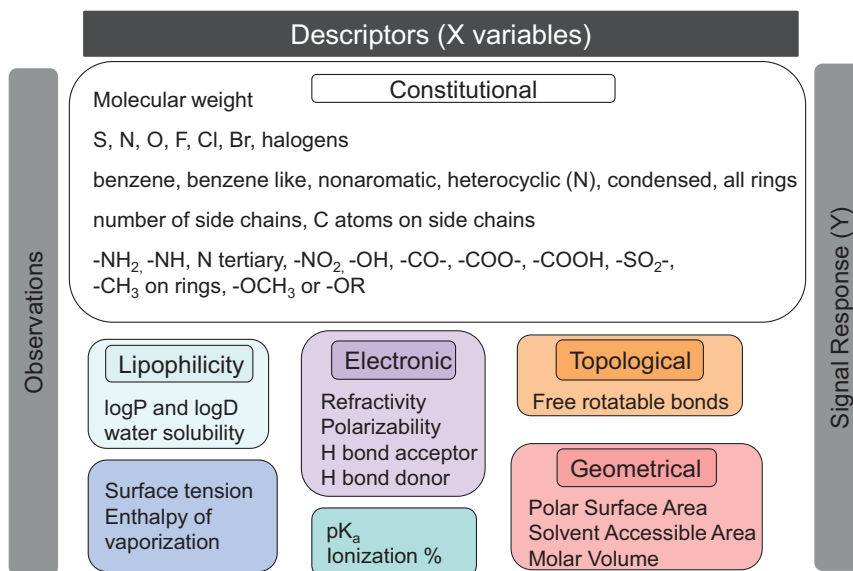 Descriptors (X variables)
Observations
Constitutional
Molecular weight
S, N, O, F, Cl, Br, halogens
benzene, benzene like, nonaromatic, heterocyclic (N), condensed, all rings
number of side chains, C atoms on side chains
-NH₂, -NH, N tertiary, -NO₂, -OH, -CO-, -COO-, -COOH, -SO₂-,
-CH₃ on rings, -OCH₃ or -OR
Lipophilicity
logP and logD
water solubility
Electronic
Refractivity
Polarizability
H bond acceptor
H bond donor
Topological
Free rotatable bonds
Surface tension
Enthalpy of
vaporization
pKₐ
Ionization %
Geometrical
Polar Surface Area
Solvent Accessible Area
Molar Volume
Signal Response (Y)